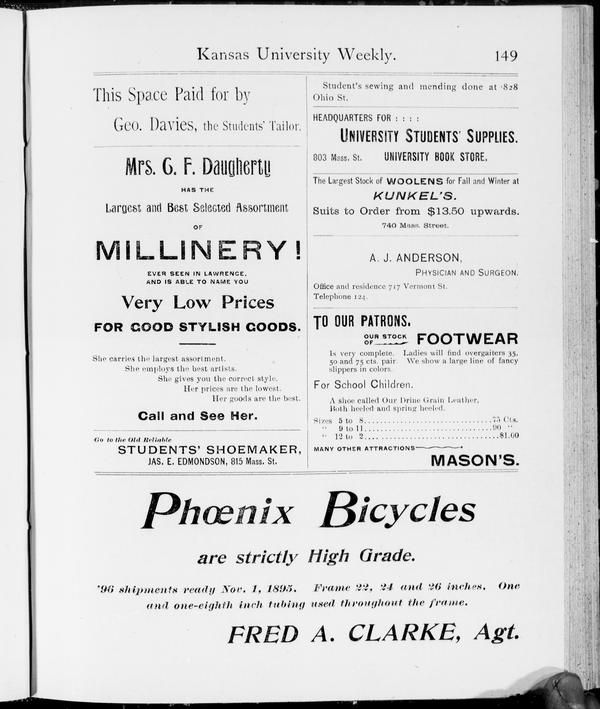 Kansas University Weekly. 149
This Space Paid for by
Geo. Davies, the Students' Tailor.
Mrs. G. F. Daugherty
HAS THE
Largest and Best Selected Assortment
OF
MILLINERY!
EVER SEEN IN LAWRENCE,
AND IS ABLE TO NAME YOU
Very Low Prices
FOR GOOD STYLISH GOODS.
She carries the largest assortment.
She employs the best artists.
She gives you the correct style.
Her prices are the lowest.
Her goods are the best.
Call and See Her.
Go to the Old Reliable
STUDENTS' SHOEMAKER,
JAS. E. EDMONDSON, 815 Mass. St.
Student's sewing and mending done at 828
Ohio St.
HEADQUARTERS FOR : : : :
UNIVERSITY STUDENTS' SUPPLIES.
803 Mass. St. UNIVERSITY BOOK STORE.
The Largest Stock of WOOLENS for Fall and Winter at
KUNKEL'S.
Suits to Order from $13.50 upwards.
740 Mass. Street.
A. J. ANDERSON,
PHYSICIAN AND SURGEON.
Office and residence 717 Vermont St.
Telephone 124.
TO OUR PATRONS.
OUR STOCK
OF FOOTWEAR
Is very complete. Ladies will find overgaiters 35,
50 and 75 cts. pair. We show a large line of fancy
slippers in colors.
For School Children.
A shoe called Our Drine Grain Leather,
Both heeled and spring heeled.
Sizes 5 to 8........................75 Cts.
" 9 to 11........................90 "
" 12 to 2........................$1.00
MANY OTHER ATTRACTIONS
MASON'S.
Phœnix Bicycles
are strictly High Grade.
'96 shipments ready Nov. 1, 1895. Frame 22, 24 and 26 inches. One
and one-eighth inch tubing used throughout the frame.
FRED A. CLARKE, Agt.